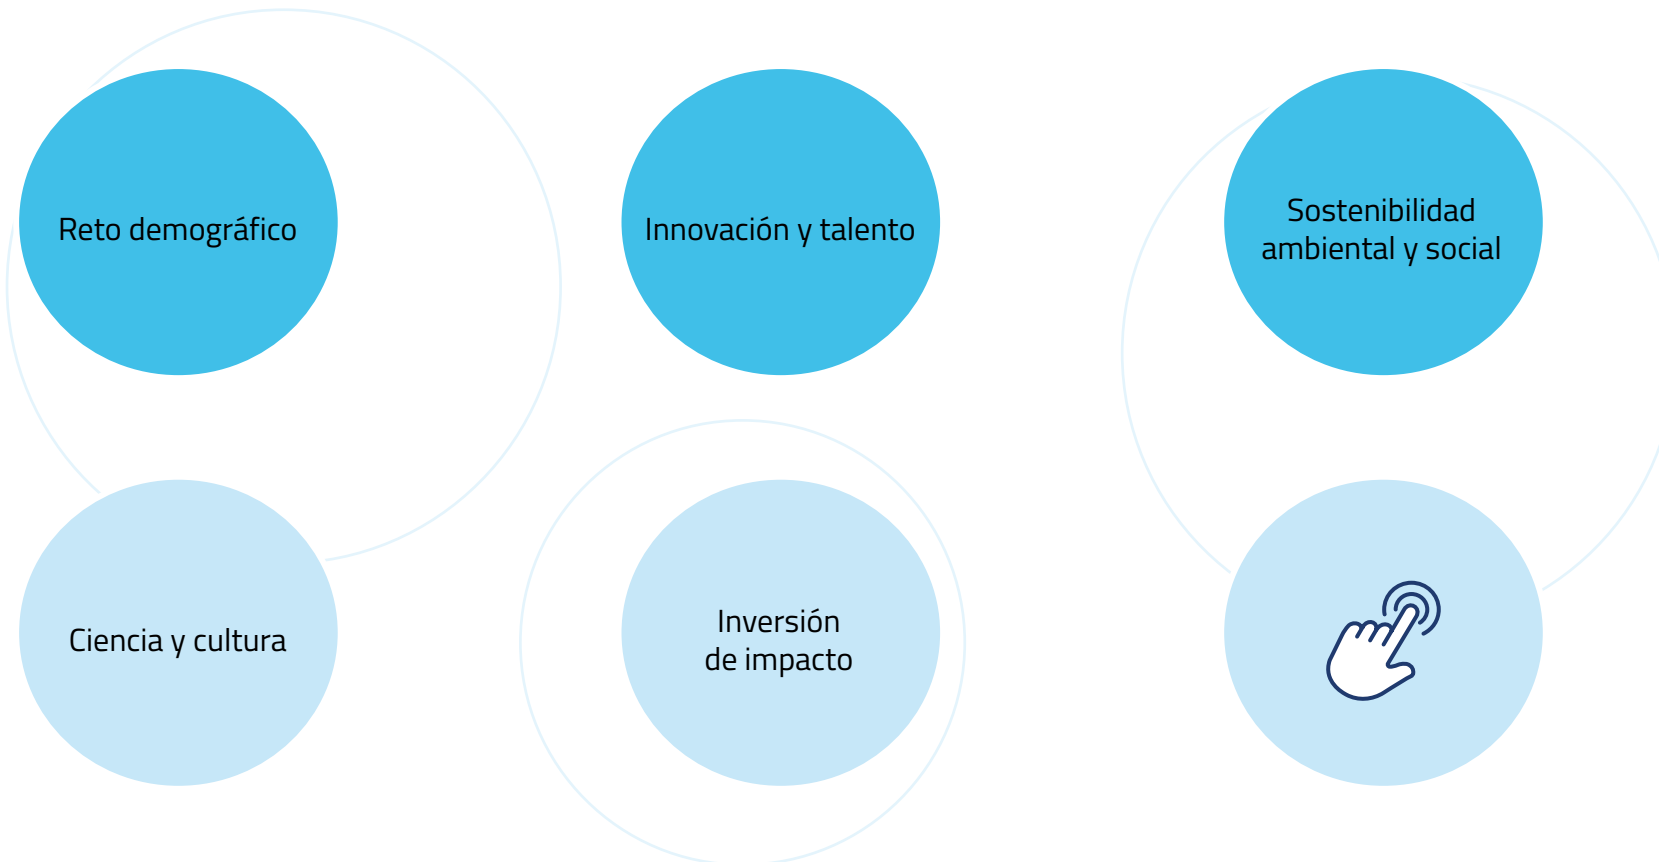 Reto demográfico
Innovación y talento
Sostenibilidad
ambiental y social
Ciencia y cultura
Inversión
de impacto